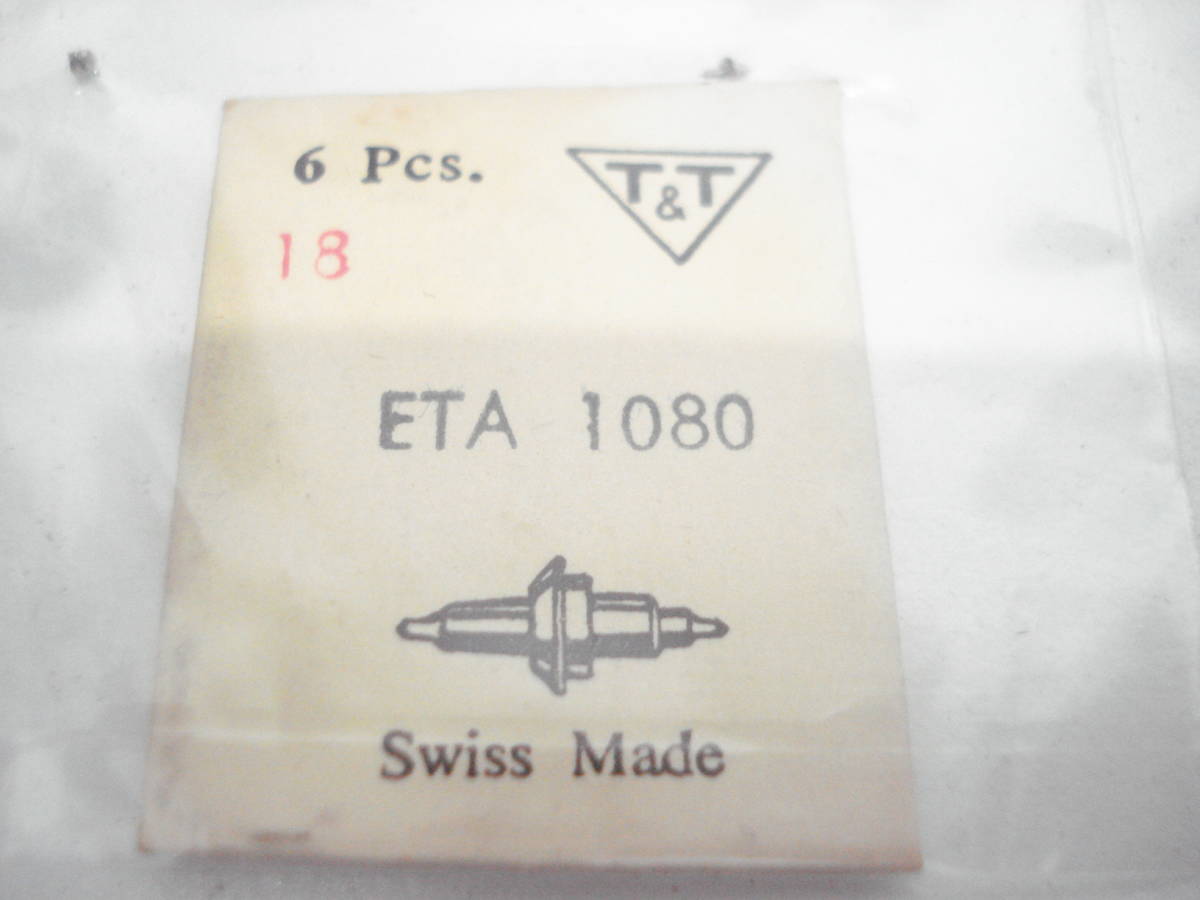 6 Pcs.
T&T
18
ETA 1080
Swiss Made